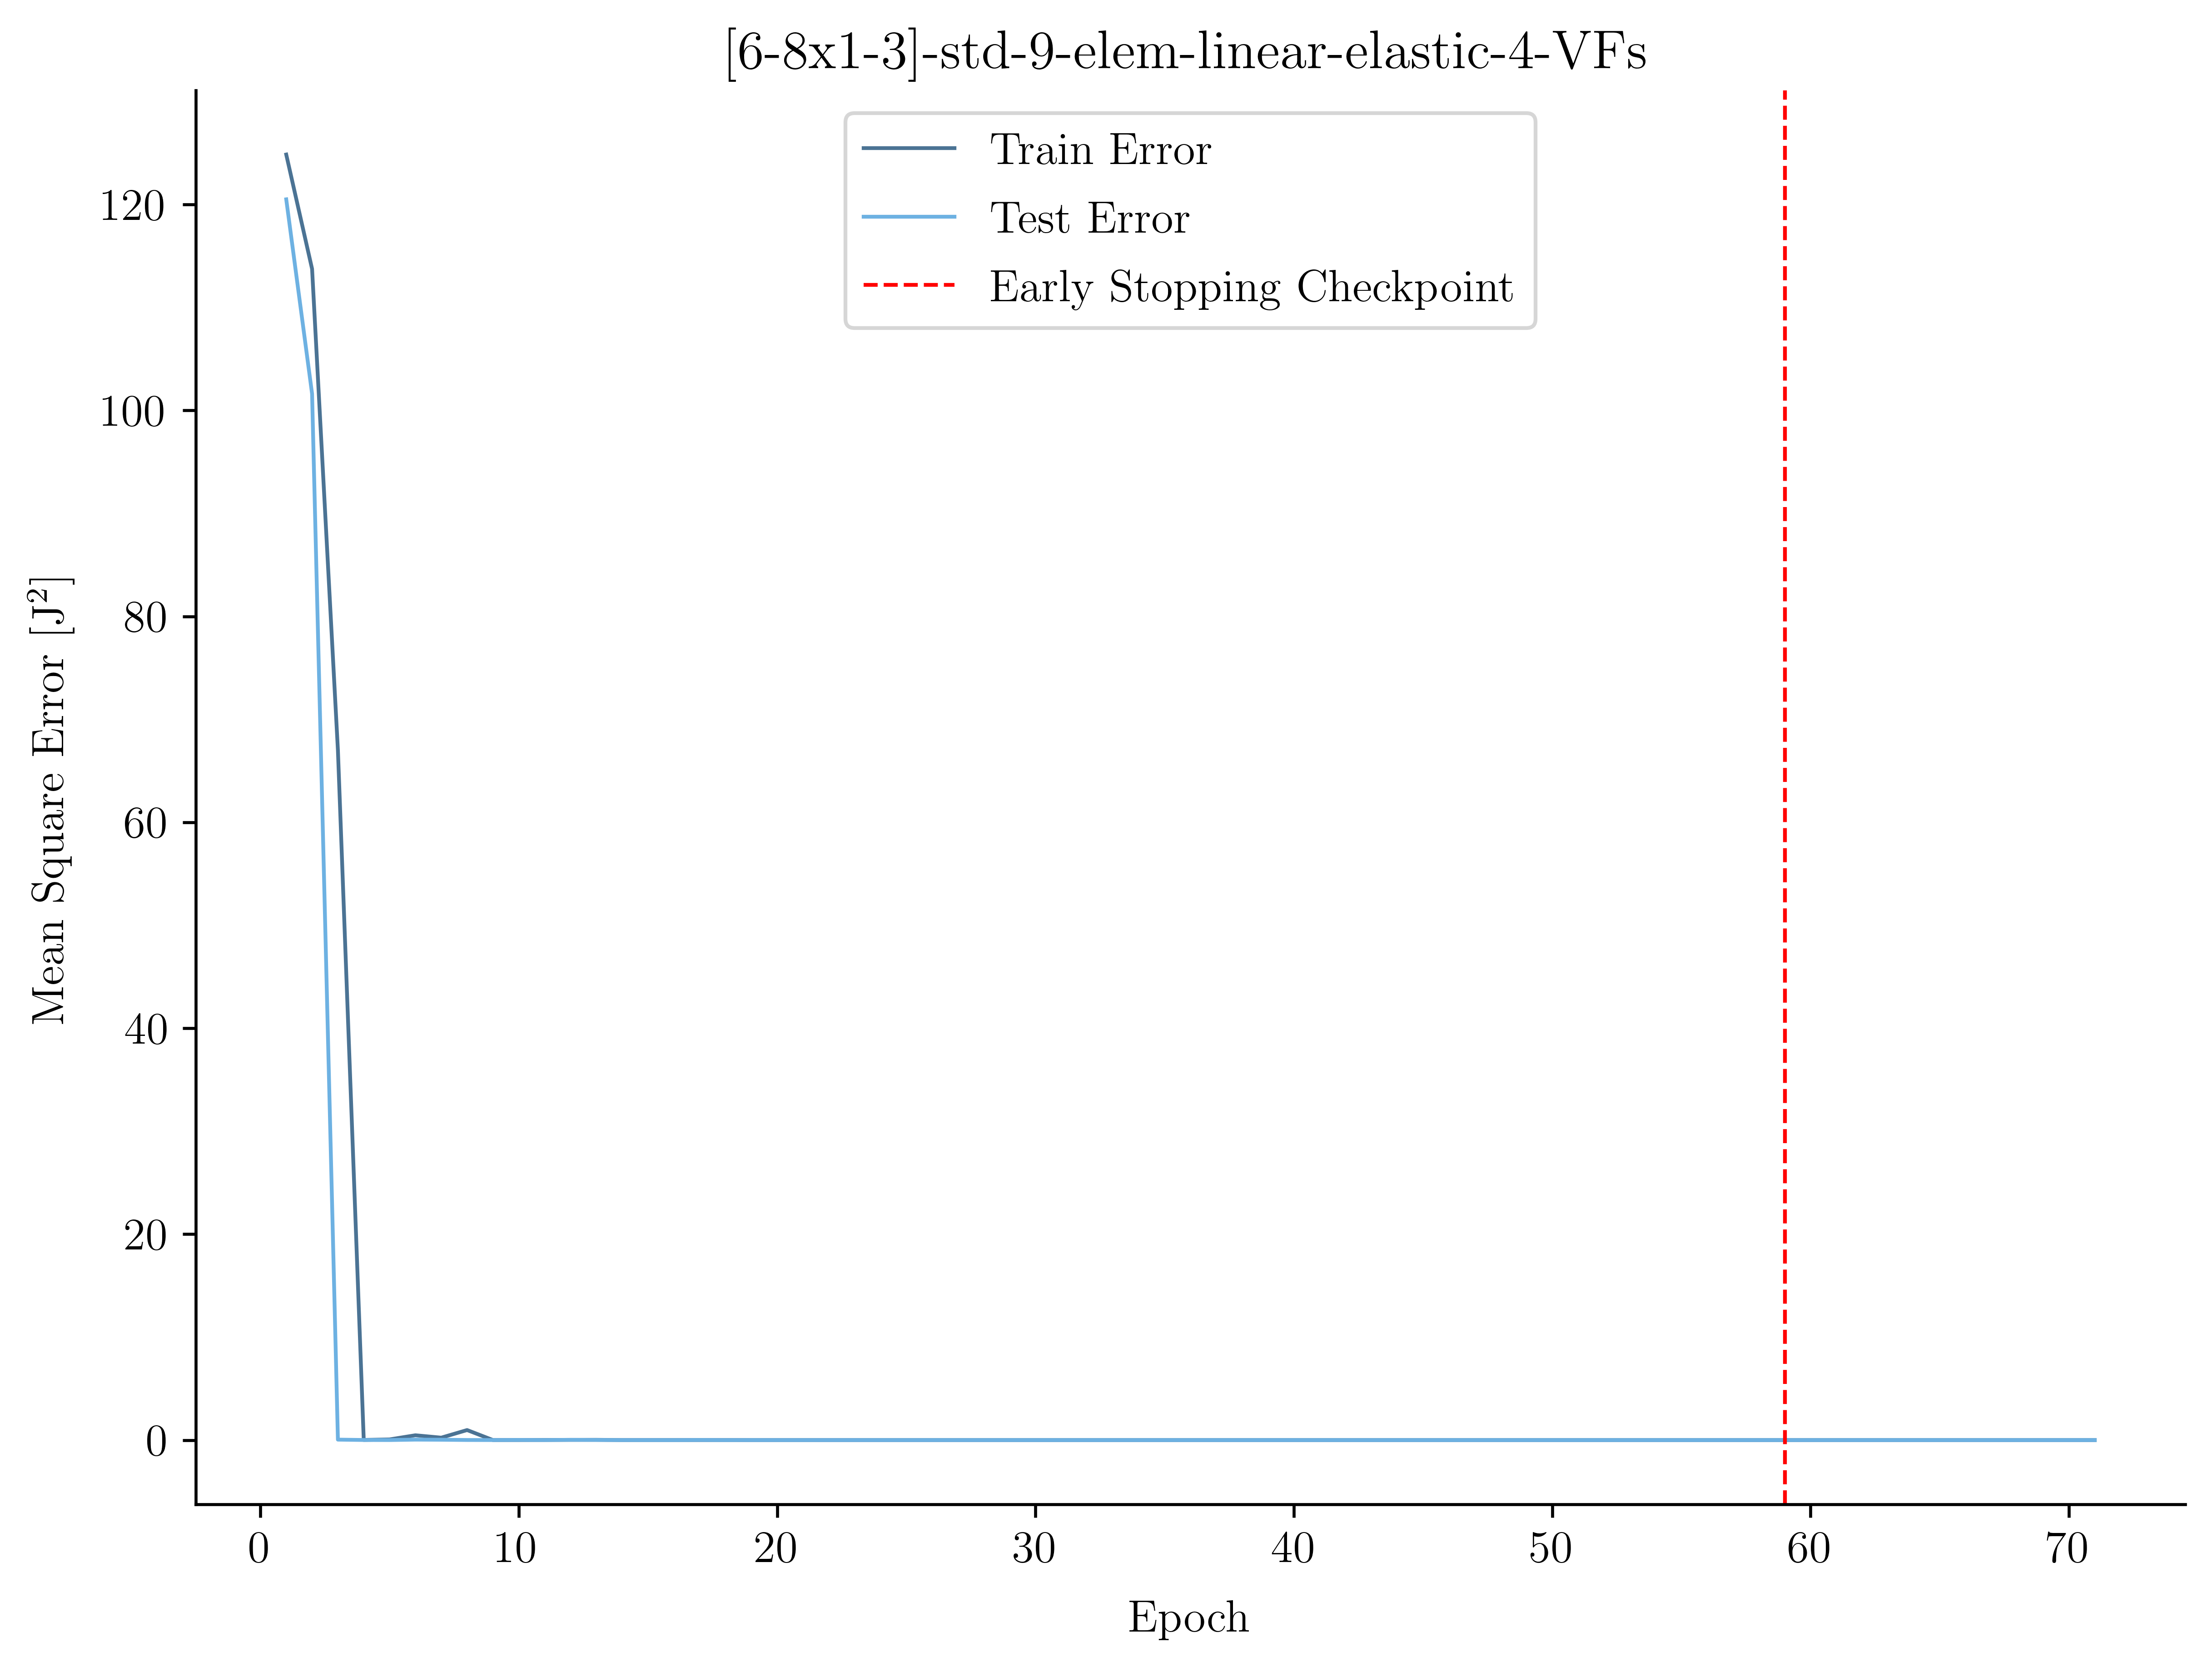 [6-8x1-3]-std-9-elem-linear-elastic-4-VFs
Train Error
Test Error
Early Stopping Checkpoint
Mean Square Error [J²]
120
100
80
60
40
20
0
0 10 20 30 40 50 60 70
Epoch